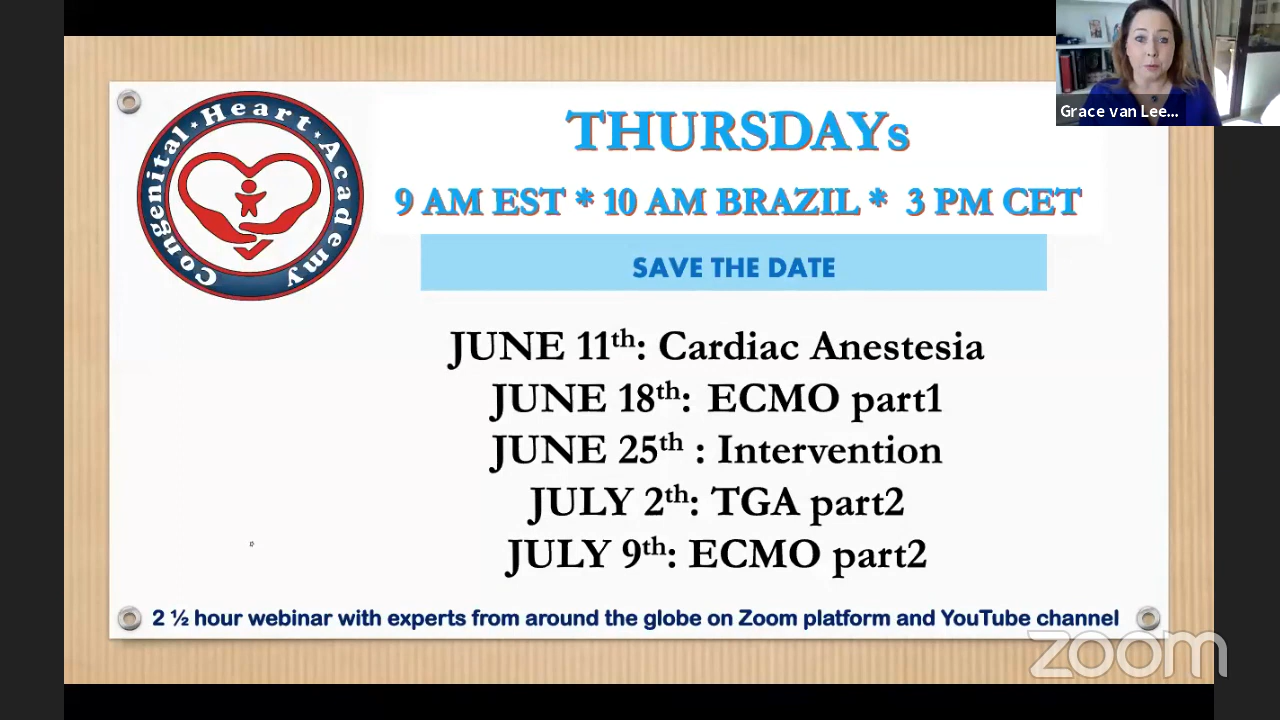 Congenital Heart Academy
THURSDAYs
9 AM EST * 10 AM BRAZIL * 3 PM CET
SAVE THE DATE
JUNE 11th: Cardiac Anestesia
JUNE 18th: ECMO part1
JUNE 25th : Intervention
JULY 2th: TGA part2
JULY 9th: ECMO part2
2 ½ hour webinar with experts from around the globe on Zoom platform and YouTube channel
Grace van Lee...
zoom